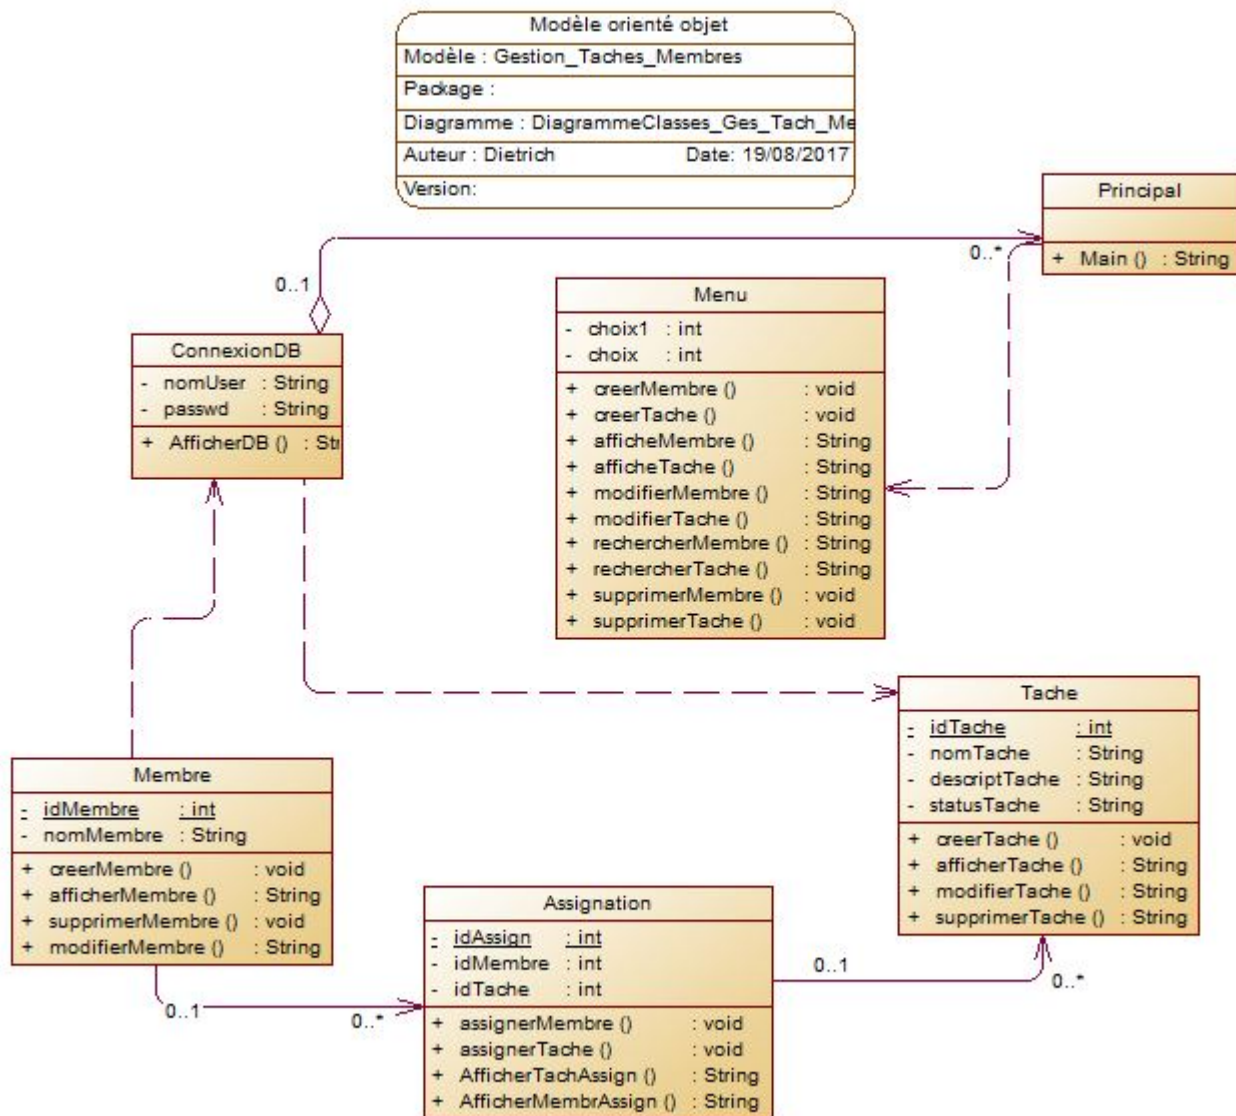 Modèle orienté objet
Modèle : Gestion_Taches_Membres
Package :
Diagramme : DiagrammeClasses_Ges_Tach_Me
Auteur : Dietrich Date: 19/08/2017
Version:
Principal
+ Main () : String
0..*
0..1
Menu
- choix1 : int
- choix : int
+ creerMembre () : void
+ creerTache () : void
+ afficheMembre () : String
+ afficheTache () : String
+ modifierMembre () : String
+ modifierTache () : String
+ rechercherMembre () : String
+ rechercherTache () : String
+ supprimerMembre () : void
+ supprimerTache () : void
ConnexionDB
- nomUser : String
- passwd : String
+ AfficherDB () : Str
Tache
- idTache : int
- nomTache : String
- descriptTache : String
- statusTache : String
+ creerTache () : void
+ afficherTache () : String
+ modifierTache () : String
+ supprimerTache () : String
Membre
- idMembre : int
- nomMembre : String
+ creerMembre () : void
+ afficherMembre () : String
+ supprimerMembre () : void
+ modifierMembre () : String
Assignation
- idAssign : int
- idMembre : int
- idTache : int
+ assignerMembre () : void
+ assignerTache () : void
+ AfficherTachAssign () : String
+ AfficherMembrAssign () : String
0..1
0..*
0..1
0..*